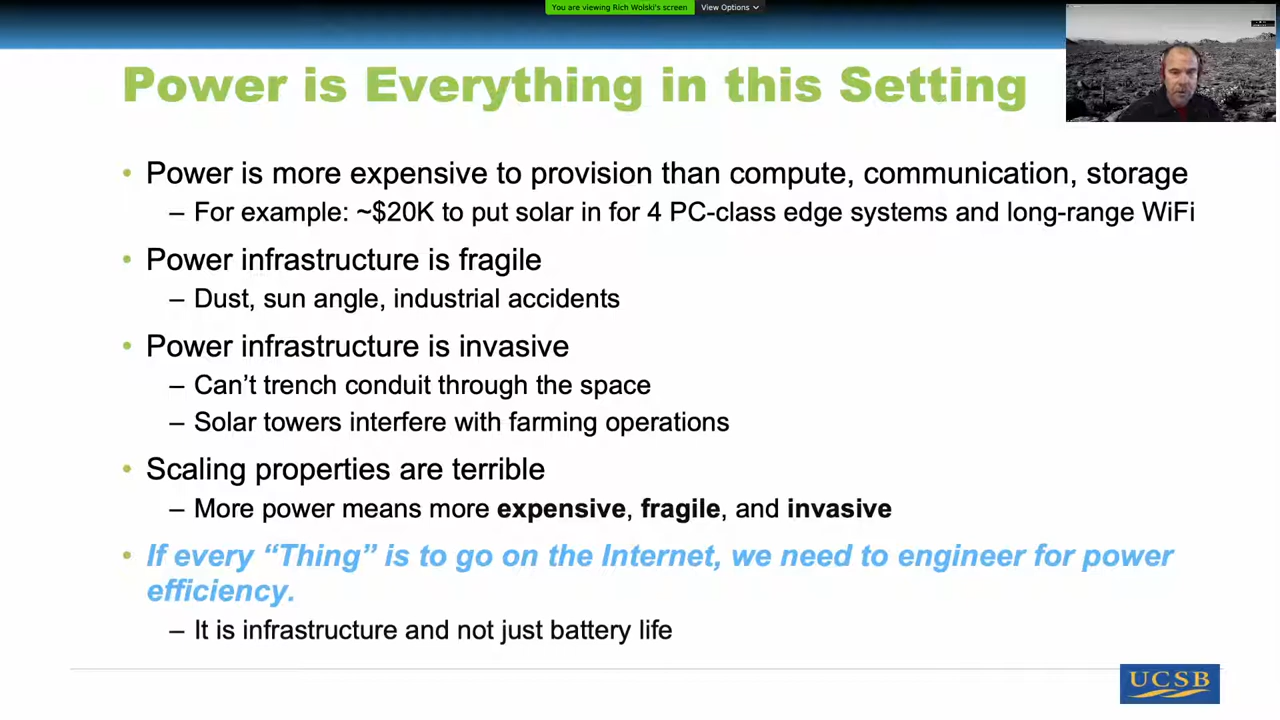 You are viewing Rich Wolski's screen
View Options
Power is Everything in this Setting
• Power is more expensive to provision than compute, communication, storage
– For example: ~$20K to put solar in for 4 PC-class edge systems and long-range WiFi
• Power infrastructure is fragile
– Dust, sun angle, industrial accidents
• Power infrastructure is invasive
– Can’t trench conduit through the space
– Solar towers interfere with farming operations
• Scaling properties are terrible
– More power means more expensive, fragile, and invasive
• If every “Thing” is to go on the Internet, we need to engineer for power
efficiency.
– It is infrastructure and not just battery life
UCSB